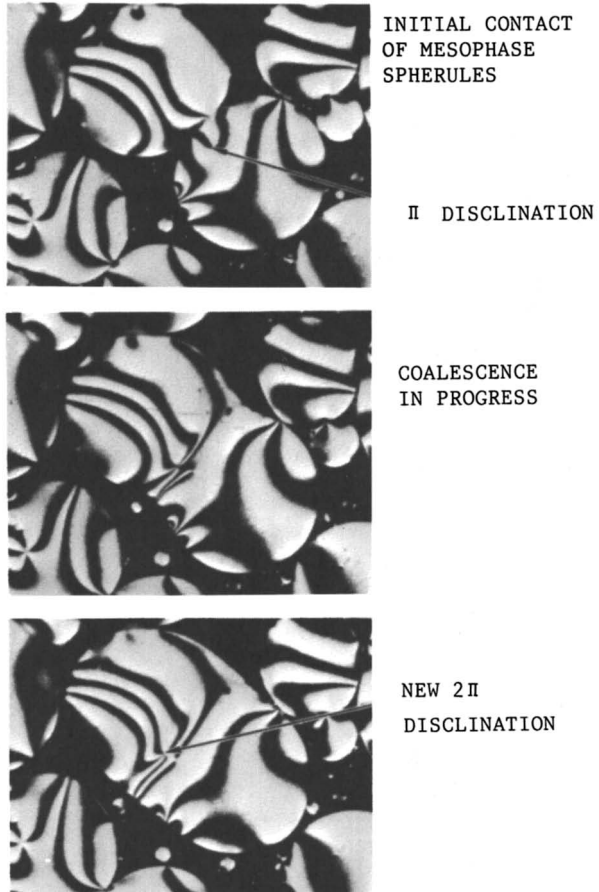 INITIAL CONTACT
OF MESOPHASE
SPHERULES
Π DISCLINATION
COALESCENCE
IN PROGRESS
NEW 2Π
DISCLINATION